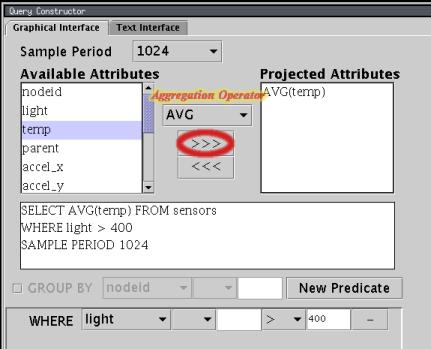 Query Constructor
Graphical Interface Text Interface
Sample Period 1024
Available Attributes Projected Attributes
nodeid
light
temp
parent
accel_x
accel_y
Aggregation Operator
AVG
>>>
<<<
AVG(temp)
SELECT AVG(temp) FROM sensors
WHERE light > 400
SAMPLE PERIOD 1024
GROUP BY nodeid New Predicate
WHERE light > 400 –